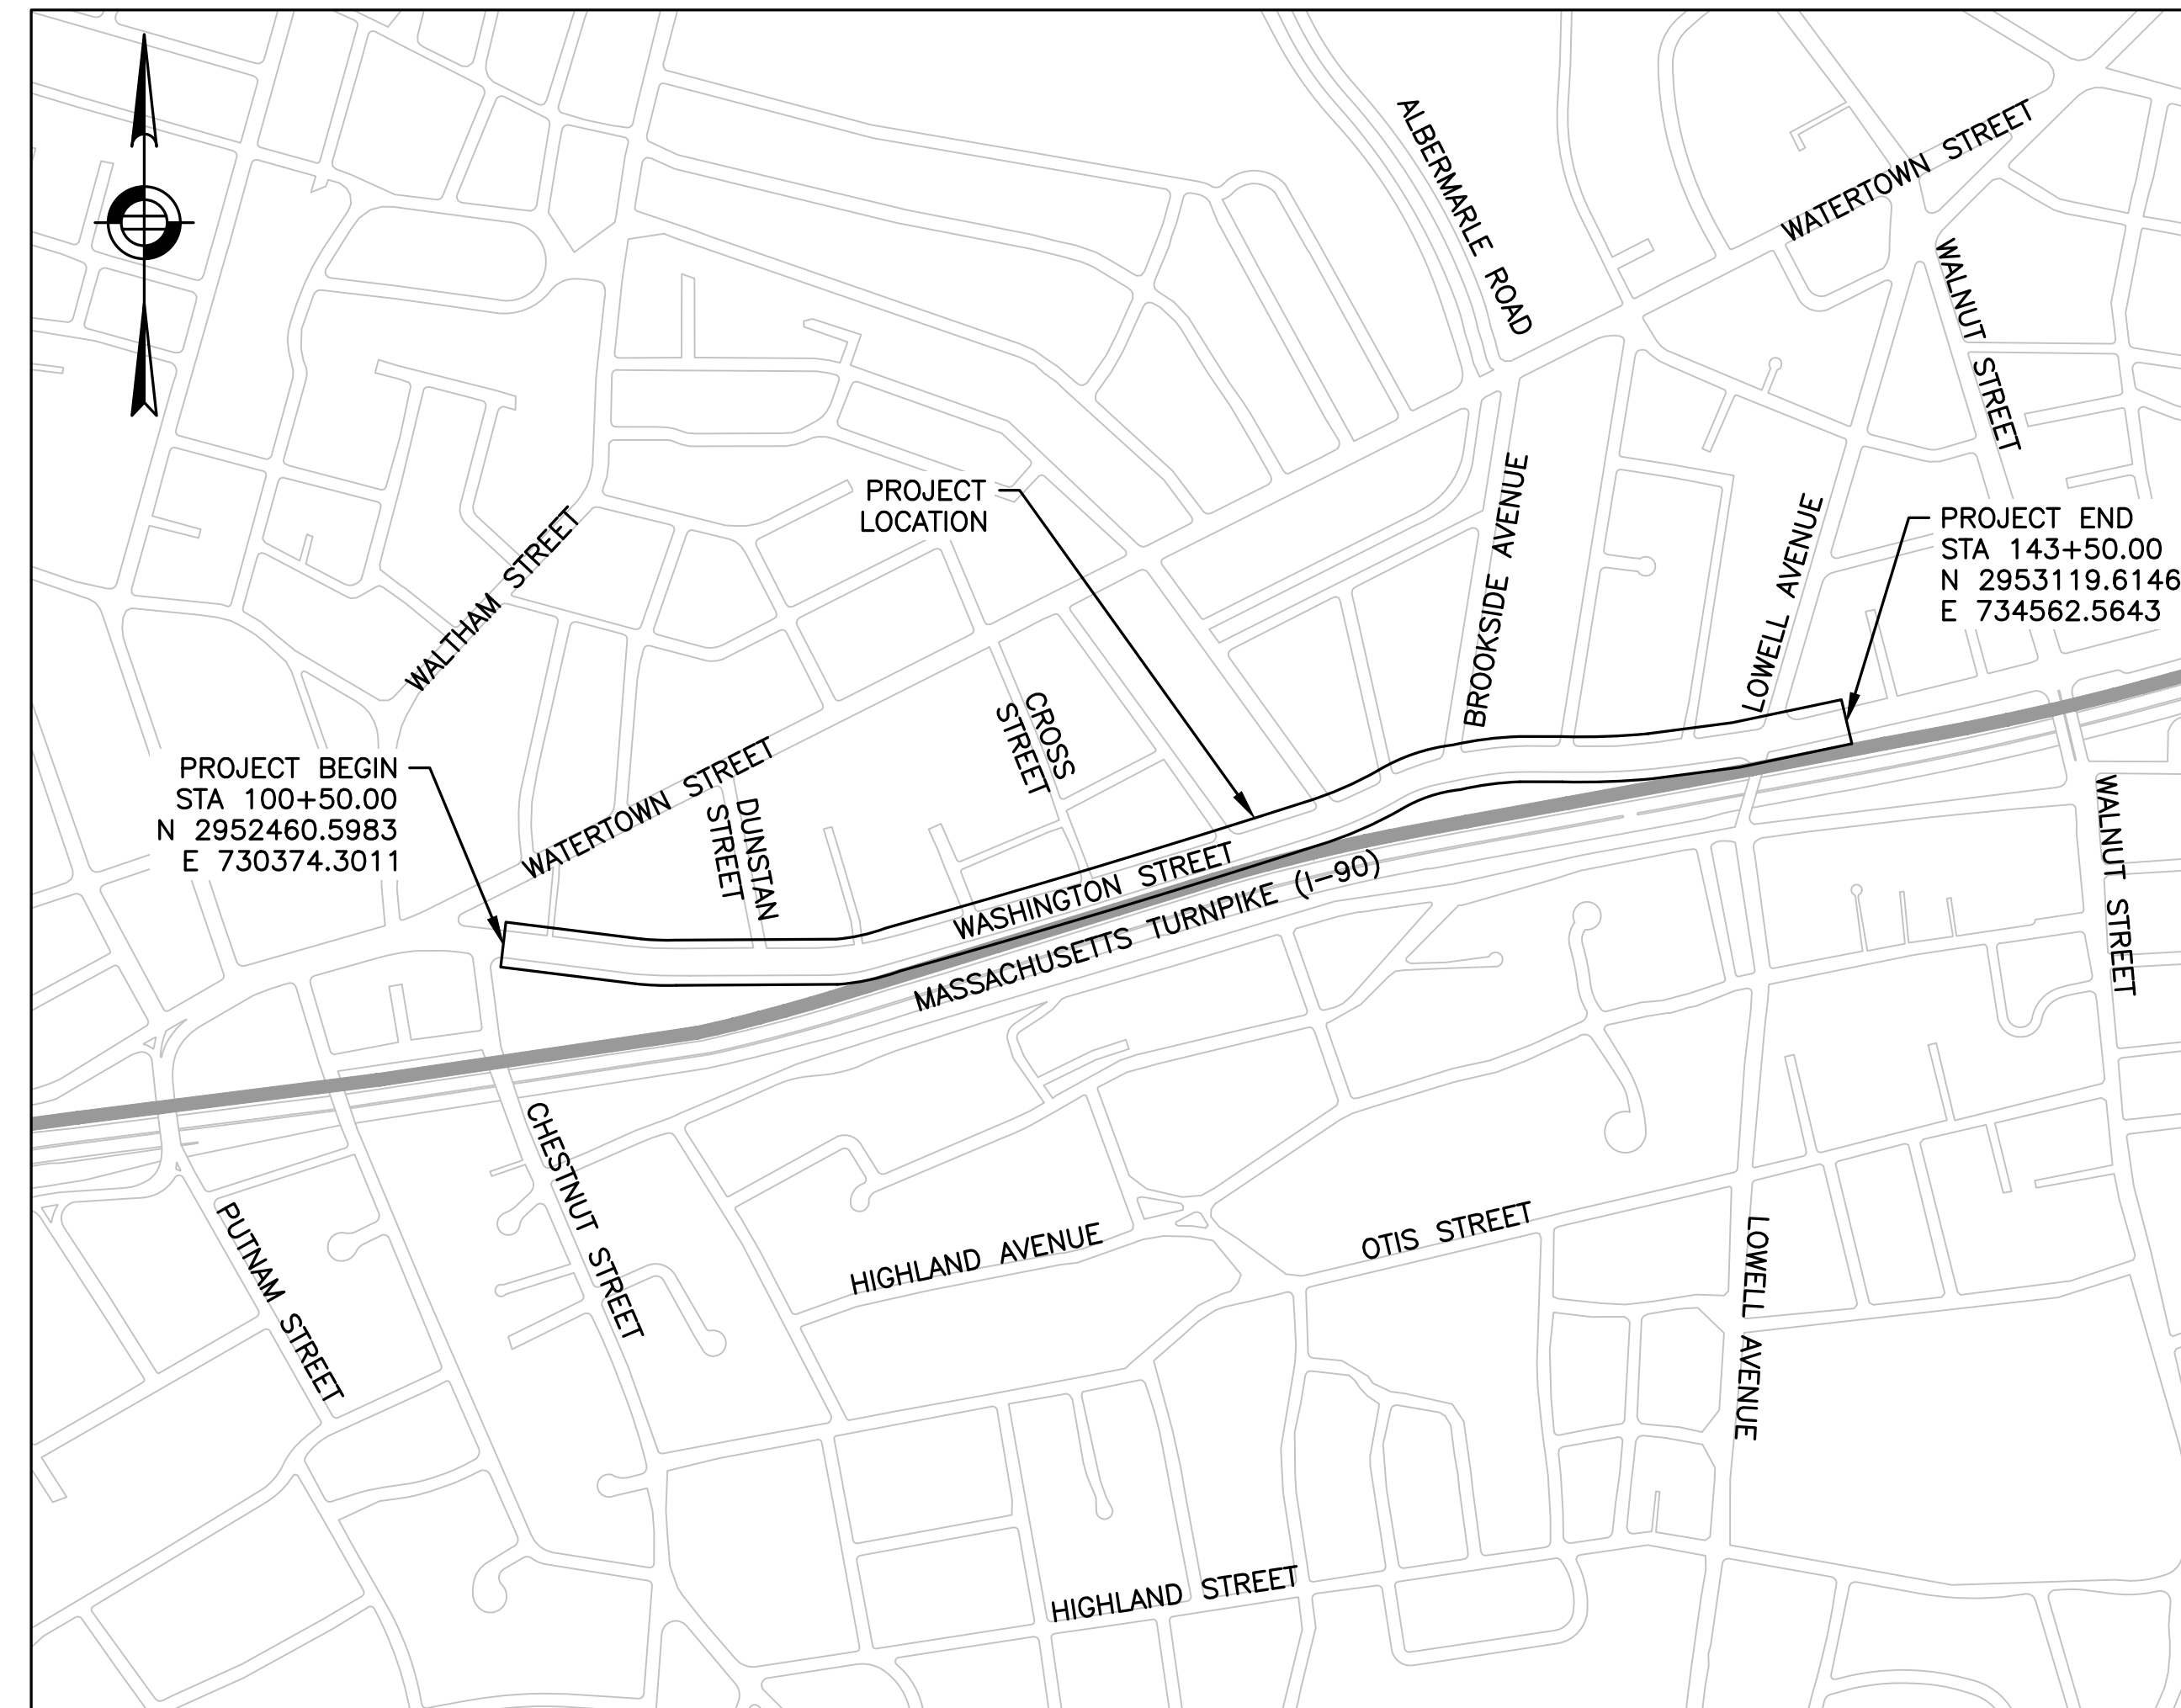 ALBERMARLE ROAD
WATERTOWN STREET
WALNUT STREET
PROJECT
LOCATION
BROOKSIDE AVENUE
LOWELL AVENUE
PROJECT END
STA 143+50.00
N 2953119.6146
E 734562.5643
WALTHAM STREET
CROSS
STREET
PROJECT BEGIN
STA 100+50.00
N 2952460.5983
E 730374.3011
WATERTOWN STREET
DUNSTAN
STREET
WASHINGTON STREET
MASSACHUSETTS TURNPIKE (I-90)
WALNUT STREET
CHESTNUT STREET
PUTNAM STREET
HIGHLAND AVENUE
OTIS STREET
LOWELL AVENUE
HIGHLAND STREET